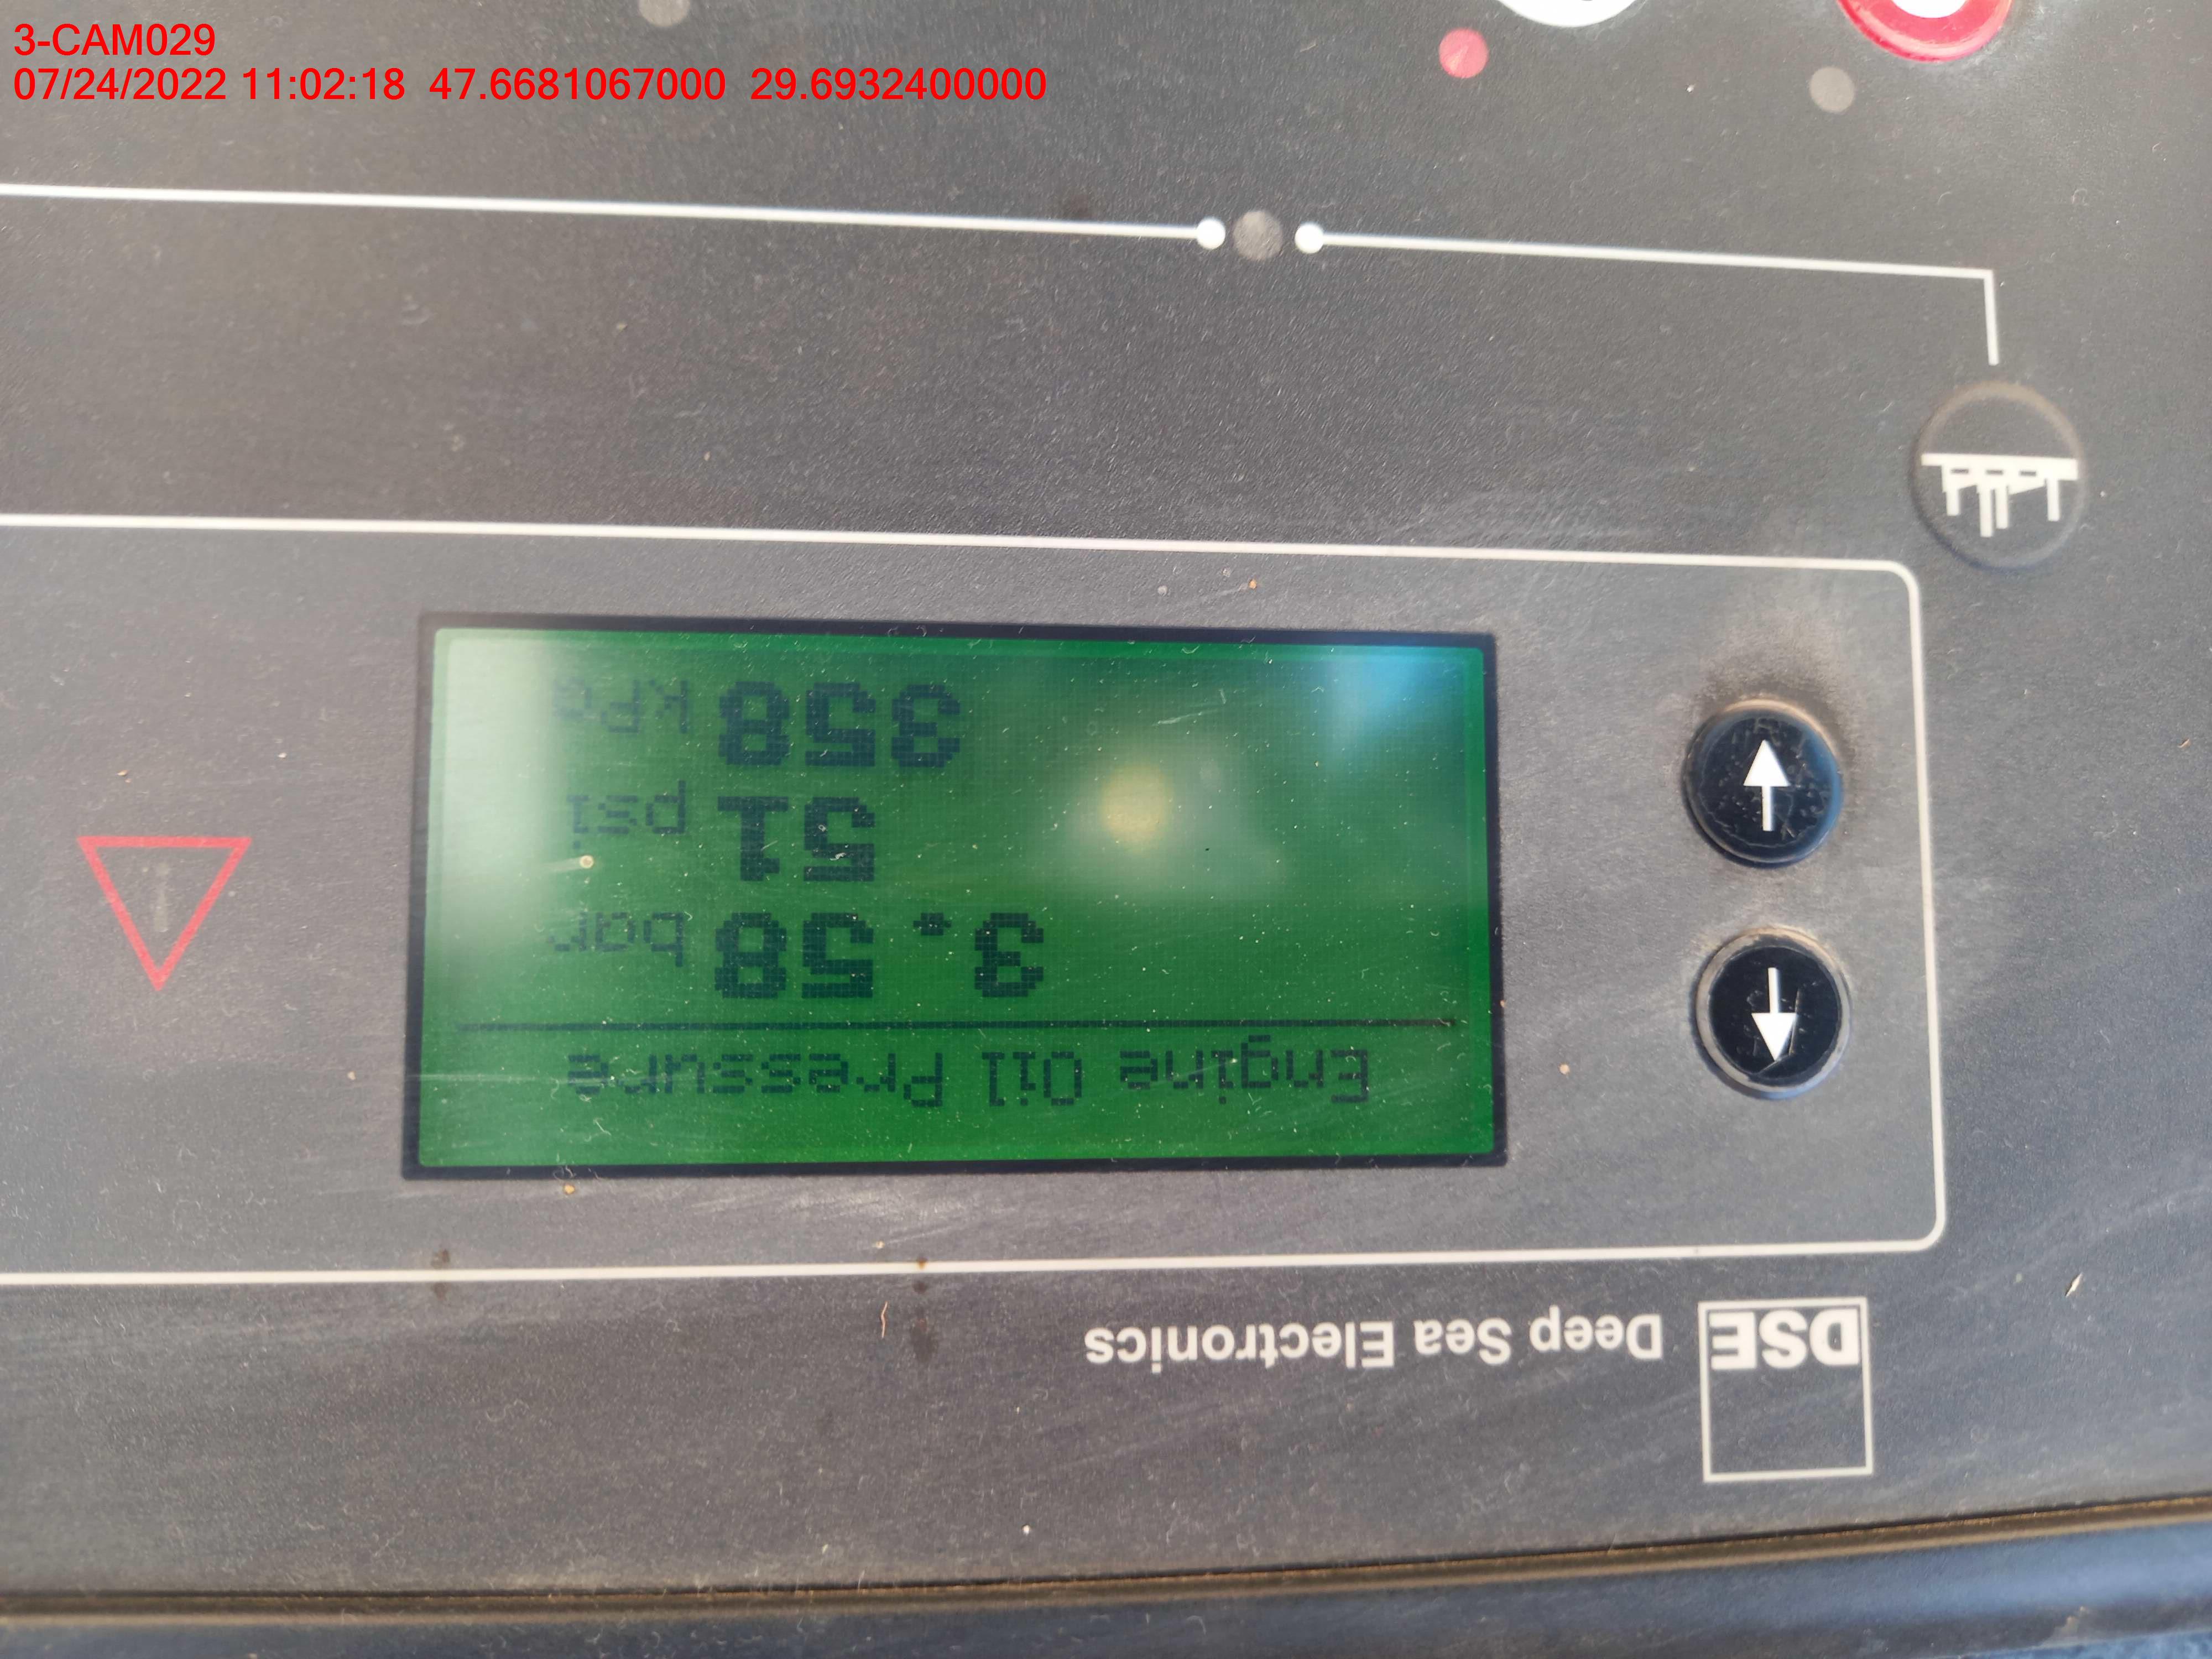 3-CAM029
07/24/2022 11:02:18 47.6681067000 29.6932400000
DSE Deep Sea Electronics
Engine Oil Pressure
3.58 bar
51 psi
358 kPa